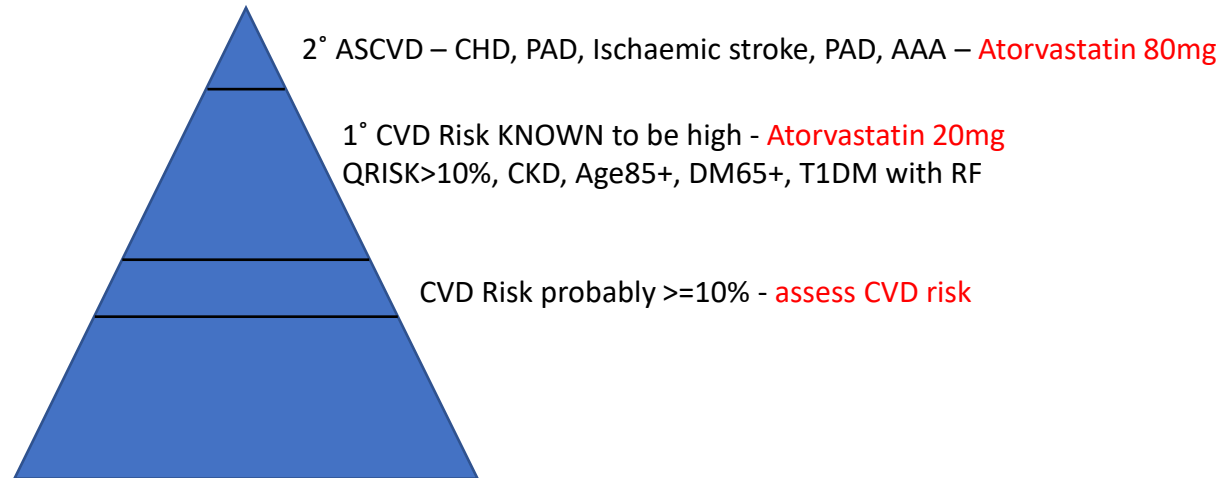 2˚ ASCVD – CHD, PAD, Ischaemic stroke, PAD, AAA – Atorvastatin 80mg
1˚ CVD Risk KNOWN to be high - Atorvastatin 20mg
QRISK>10%, CKD, Age85+, DM65+, T1DM with RF
CVD Risk probably >=10% - assess CVD risk